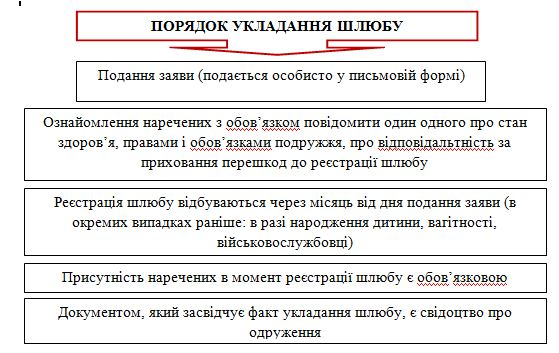 ПОРЯДОК УКЛАДАННЯ ШЛЮБУ
Подання заяви (подається особисто у письмовій формі)
Ознайомлення наречених з обов’язком повідомити один одного про стан
здоров’я, правами і обов’язками подружжя, про відповідальтність за
приховання перешкод до реєстрації шлюбу
Реєстрація шлюбу відбуваються через місяць від дня подання заяви (в
окремих випадках раніше: в разі народження дитини, вагітності,
військовослужбовці)
Присутність наречених в момент реєстрації шлюбу є обов’язковою
Документом, який засвідчує факт укладання шлюбу, є свідоцтво про
одруження